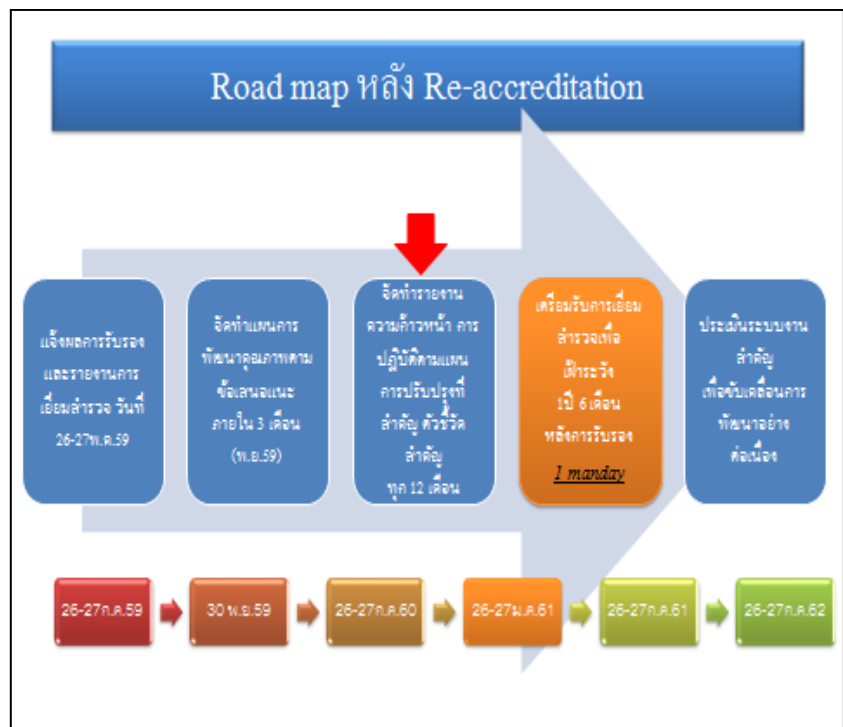 Road map หลัง Re-accreditation
แจ้งผลการรับรอง
และรายงานการ
เยี่ยมสำรวจ วันที่
26-27พ.ค.59
จัดทำแผนการ
พัฒนาคุณภาพตาม
ข้อเสนอแนะ
ภายใน 3 เดือน
(พ.ย.59)
จัดทำรายงาน
ความก้าวหน้า การ
ปฏิบัติตามแผน
การปรับปรุงที่
สำคัญ ตัวชี้วัด
สำคัญ
ทุก 12 เดือน
เตรียมรับการเยี่ยม
สำรวจเพื่อ
เฝ้าระวัง
1ปี 6 เดือน
หลังการรับรอง
1 manday
ประเมินระบบงาน
สำคัญ
เพื่อขับเคลื่อนการ
พัฒนาอย่าง
ต่อเนื่อง
26-27ก.ค.59
30 พ.ย.59
26-27ก.ค.60
26-27ม.ค.61
26-27ก.ค.61
26-27ก.ค.62